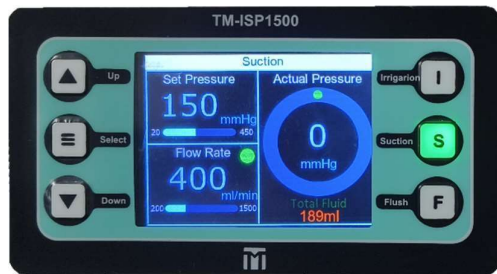 TM-ISP1500
Suction
Up
Select
Down
Set Pressure
150 mmHg
20 450
Flow Rate
400 ml/min
200 1500
Actual Pressure
0
mmHg
Total Fluid
189ml
Irrigarion
I
Suction
S
Flush
F